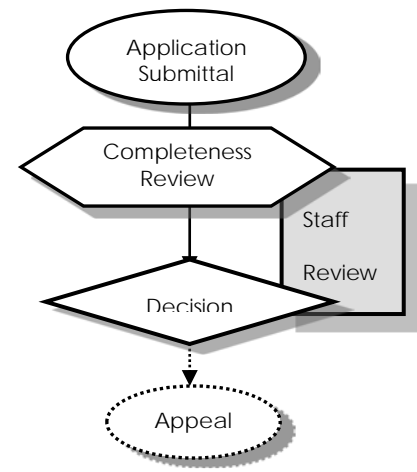 Application
Submittal
Completeness
Review
Staff
Review
Decision
Appeal